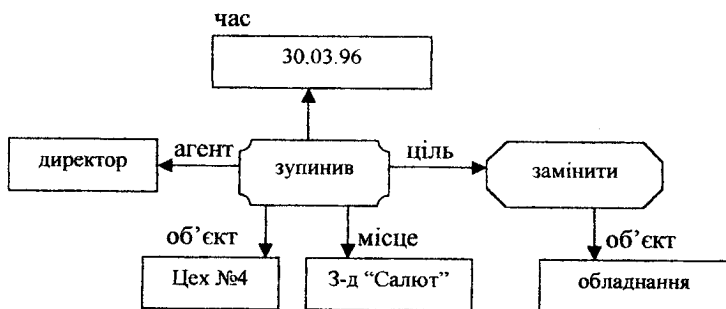 час
30.03.96
директор
агент
зупинив
ціль
замінити
об’єкт
місце
об’єкт
Цех №4
З-д “Салют”
обладнання